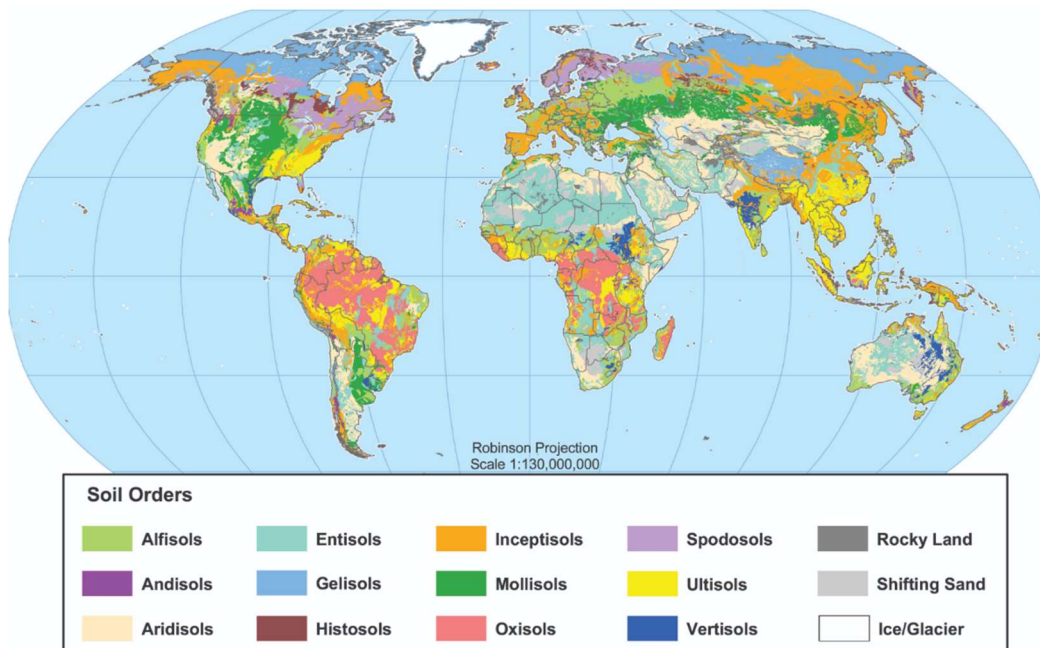 Robinson Projection
Scale 1:130,000,000
Soil Orders
Alfisols Entisols Inceptisols Spodosols Rocky Land
Andisols Gelisols Mollisols Ultisols Shifting Sand
Aridisols Histosols Oxisols Vertisols Ice/Glacier